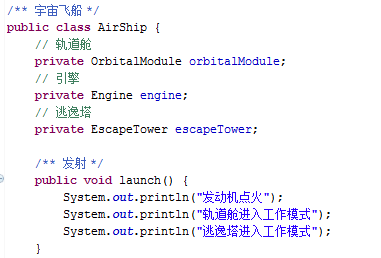 /** 宇宙飞船 */
public class AirShip {
// 轨道舱
private OrbitalModule orbitalModule;
// 引擎
private Engine engine;
// 逃逸塔
private EscapeTower escapeTower;
/** 发射 */
public void launch() {
System.out.println("发动机点火");
System.out.println("轨道舱进入工作模式");
System.out.println("逃逸塔进入工作模式");
}